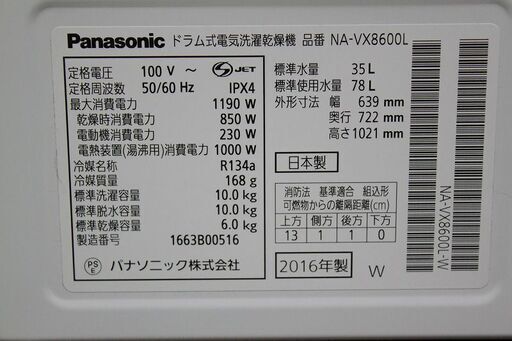 Panasonic ドラム式電気洗濯乾燥機 品番 NA-VX8600L
定格電圧 100 V ～
定格周波数 50/60 Hz
最大消費電力 1190 W
乾燥時消費電力 850 W
電動機消費電力 230 W
電熱装置(湯沸用)消費電力 1000 W
冷媒名称 R134a
冷媒質量 168 g
標準洗濯容量 10.0 kg
標準脱水容量 10.0 kg
標準乾燥容量 6.0 kg
製造番号 1663B00516
PS E パナソニック株式会社
S JET
IPX4
標準水量 35 L
標準使用水量 78 L
外形寸法 幅 639 mm
奥行 722 mm
高さ 1021 mm
日本製
消防法 基準適合 組込形
可燃物からの離隔距離(cm)
上方 側方 後方 下方
13 1 1 0
2016年製 W
NA-VX8600L-W